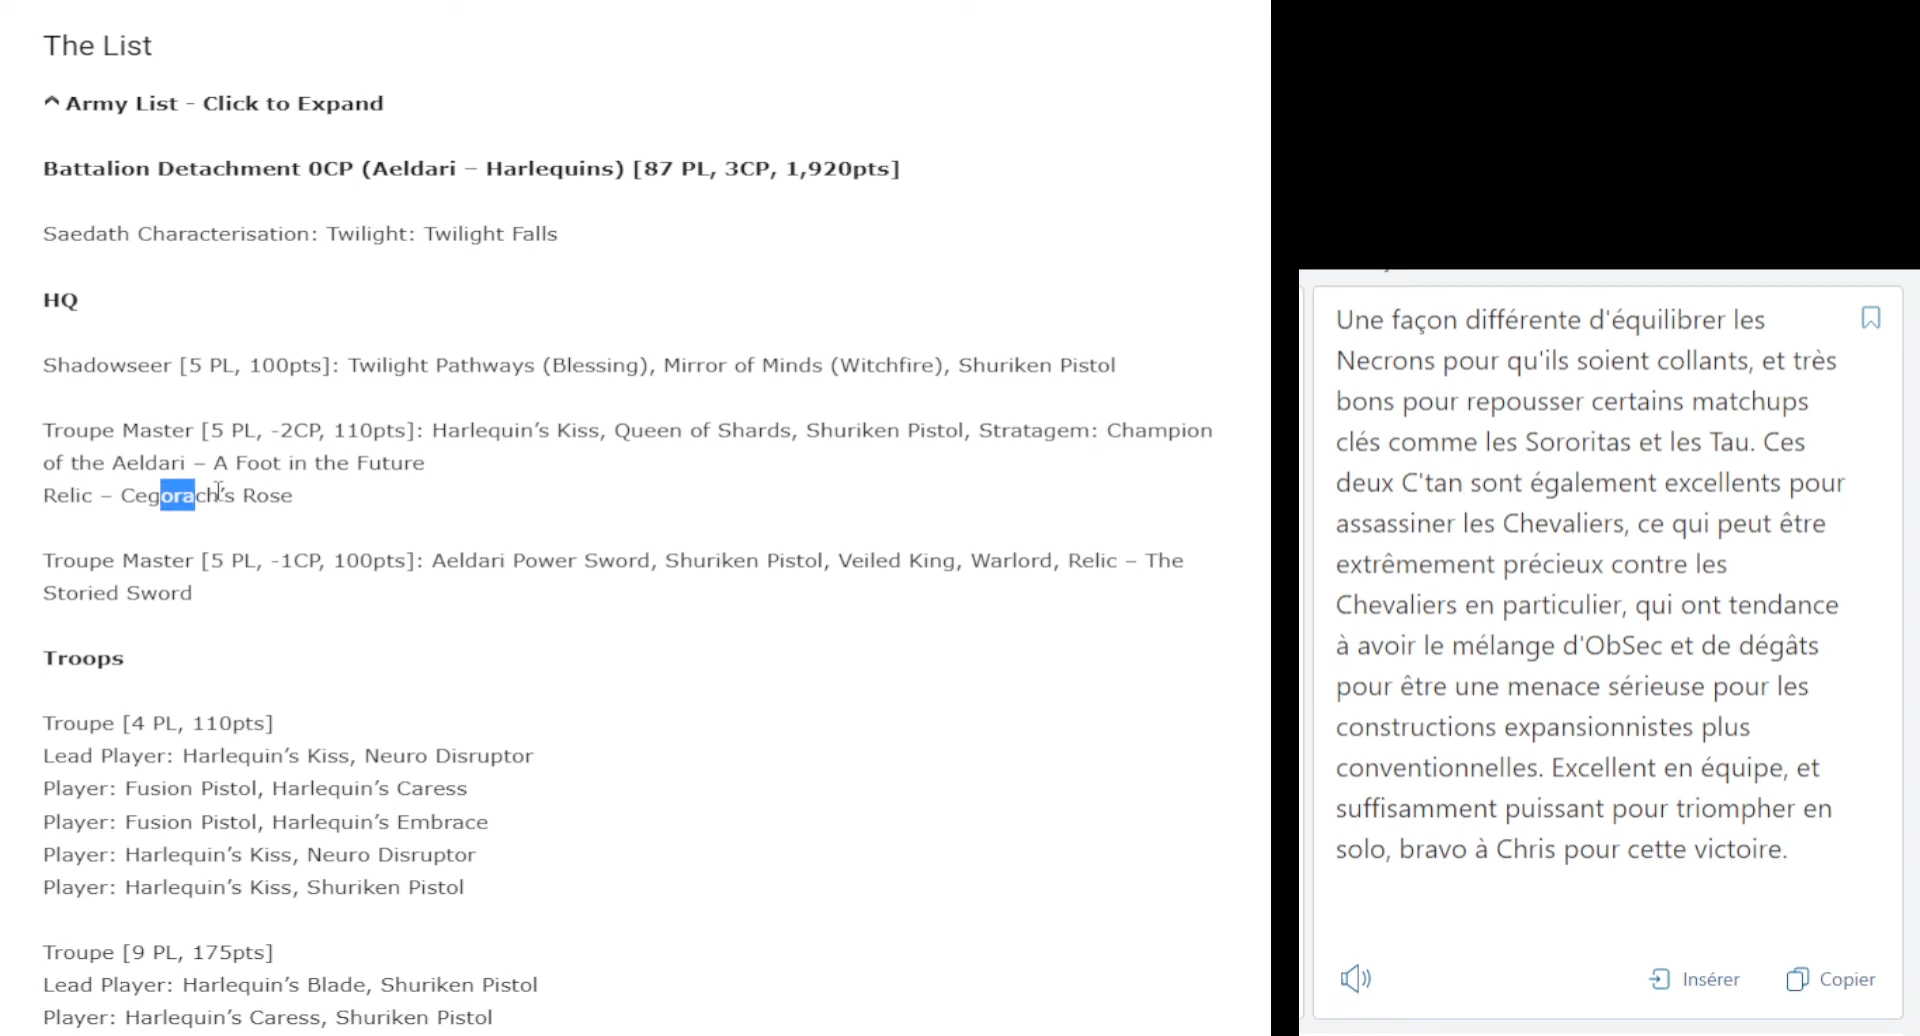 The List
^ Army List - Click to Expand
Battalion Detachment 0CP (Aeldari – Harlequins) [87 PL, 3CP, 1,920pts]
Saedath Characterisation: Twilight: Twilight Falls
HQ
Shadowseer [5 PL, 100pts]: Twilight Pathways (Blessing), Mirror of Minds (Witchfire), Shuriken Pistol
Troupe Master [5 PL, -2CP, 110pts]: Harlequin’s Kiss, Queen of Shards, Shuriken Pistol, Stratagem: Champion
of the Aeldari – A Foot in the Future
Relic – Cegorach’s Rose
Troupe Master [5 PL, -1CP, 100pts]: Aeldari Power Sword, Shuriken Pistol, Veiled King, Warlord, Relic – The
Storied Sword
Troops
Troupe [4 PL, 110pts]
Lead Player: Harlequin’s Kiss, Neuro Disruptor
Player: Fusion Pistol, Harlequin’s Caress
Player: Fusion Pistol, Harlequin’s Embrace
Player: Harlequin’s Kiss, Neuro Disruptor
Player: Harlequin’s Kiss, Shuriken Pistol
Troupe [9 PL, 175pts]
Lead Player: Harlequin’s Blade, Shuriken Pistol
Player: Harlequin’s Caress, Shuriken Pistol
Une façon différente d'équilibrer les
Necrons pour qu'ils soient collants, et très
bons pour repousser certains matchups
clés comme les Sororitas et les Tau. Ces
deux C'tan sont également excellents pour
assassiner les Chevaliers, ce qui peut être
extrêmement précieux contre les
Chevaliers en particulier, qui ont tendance
à avoir le mélange d'ObSec et de dégâts
pour être une menace sérieuse pour les
constructions expansionnistes plus
conventionnelles. Excellent en équipe, et
suffisamment puissant pour triompher en
solo, bravo à Chris pour cette victoire.
Insérer
Copier